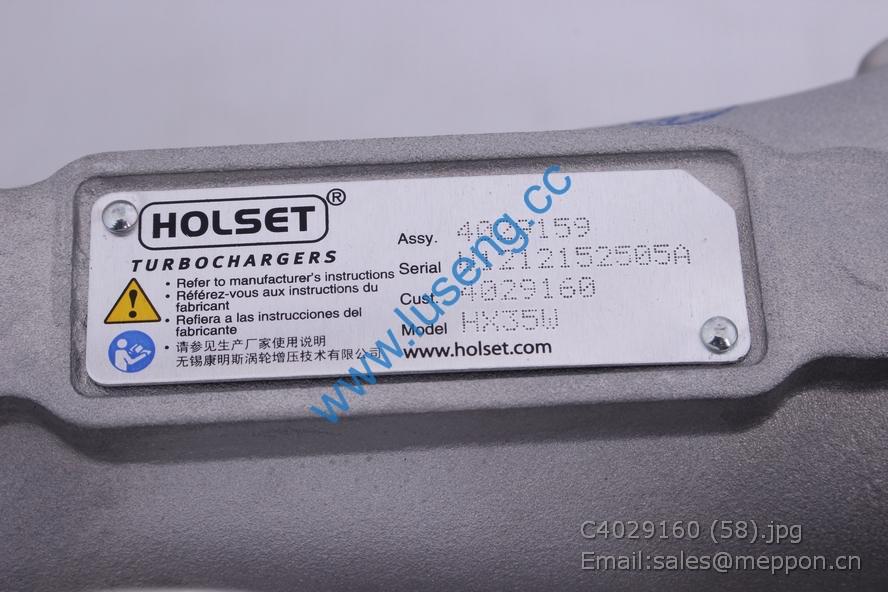 HOLSET®
TURBOCHARGERS
• Refer to manufacturer's instructions
• Référez-vous aux instructions du
fabricant
• Refiera a las instrucciones del
fabricante
• 请参见生产厂家使用说明
无锡康明斯涡轮增压技术有限公司
Assy. 4029159
Serial
Cust. 4029160
Model HX35W
www.holset.com
www.luseng.cc
C4029160 (58).jpg
Email:sales@meppon.cn